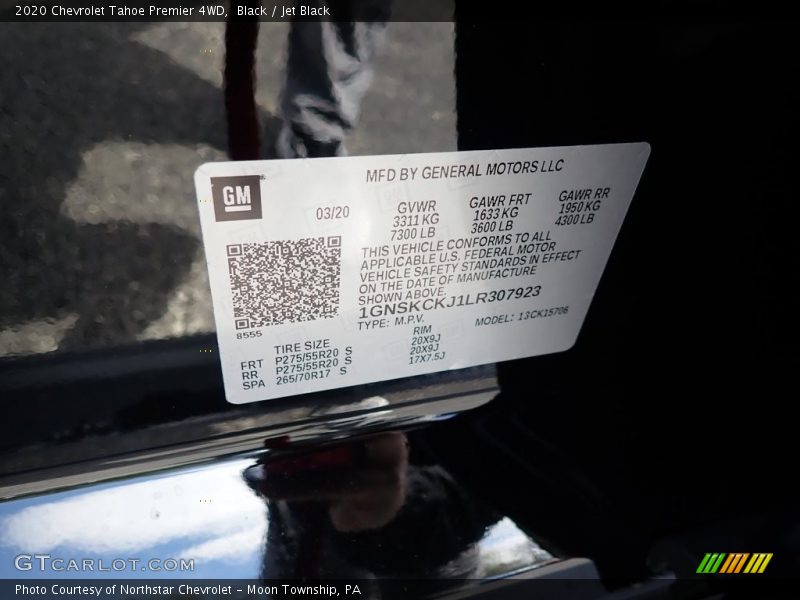 2020 Chevrolet Tahoe Premier 4WD, Black / Jet Black
MFD BY GENERAL MOTORS LLC
GM
03/20
GVWR
3311 KG
7300 LB
GAWR FRT
1633 KG
3600 LB
GAWR RR
1950 KG
4300 LB
THIS VEHICLE CONFORMS TO ALL
APPLICABLE U.S. FEDERAL MOTOR
VEHICLE SAFETY STANDARDS IN EFFECT
ON THE DATE OF MANUFACTURE
SHOWN ABOVE.
1GNSKCKJ1LR307923
8555
TYPE: M.P.V.
MODEL: 13CK15706
TIRE SIZE
RIM
FRT P275/55R20 S 20X9J
RR P275/55R20 S 20X9J
SPA 265/70R17 S 17X7.5J
GTCARLOT.COM
Photo Courtesy of Northstar Chevrolet - Moon Township, PA